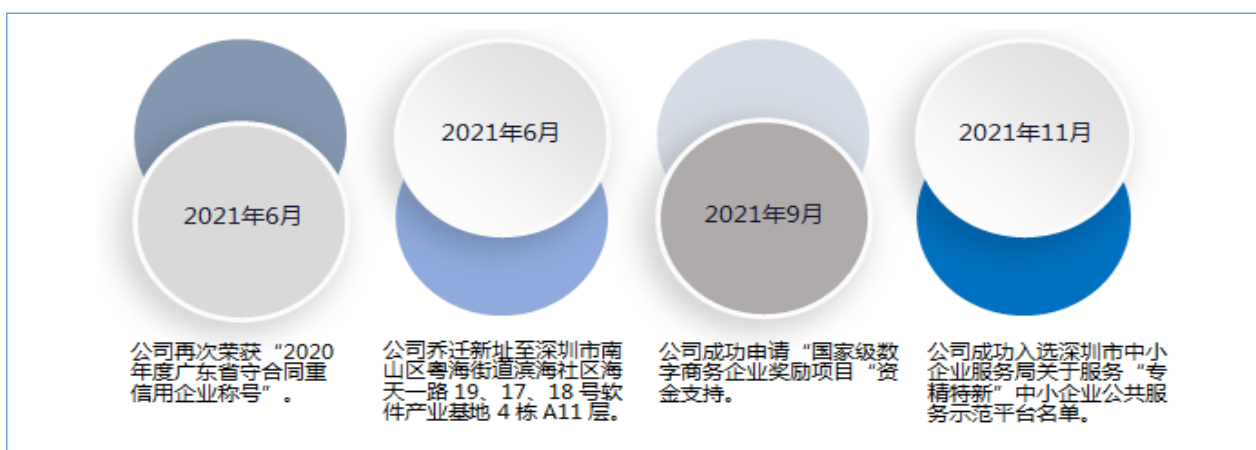 2021年6月
公司再次荣获“2020
年度广东省守合同重
信用企业称号”。
2021年6月
公司乔迁新址至深圳市南
山区粤海街道滨海社区海
天一路 19、17、18 号软
件产业基地 4 栋 A11 层。
2021年9月
公司成功申请“国家级数
字商务企业奖励项目“资
金支持。
2021年11月
公司成功入选深圳市中小
企业服务局关于服务“专
精特新”中小企业公共服
务示范平台名单。